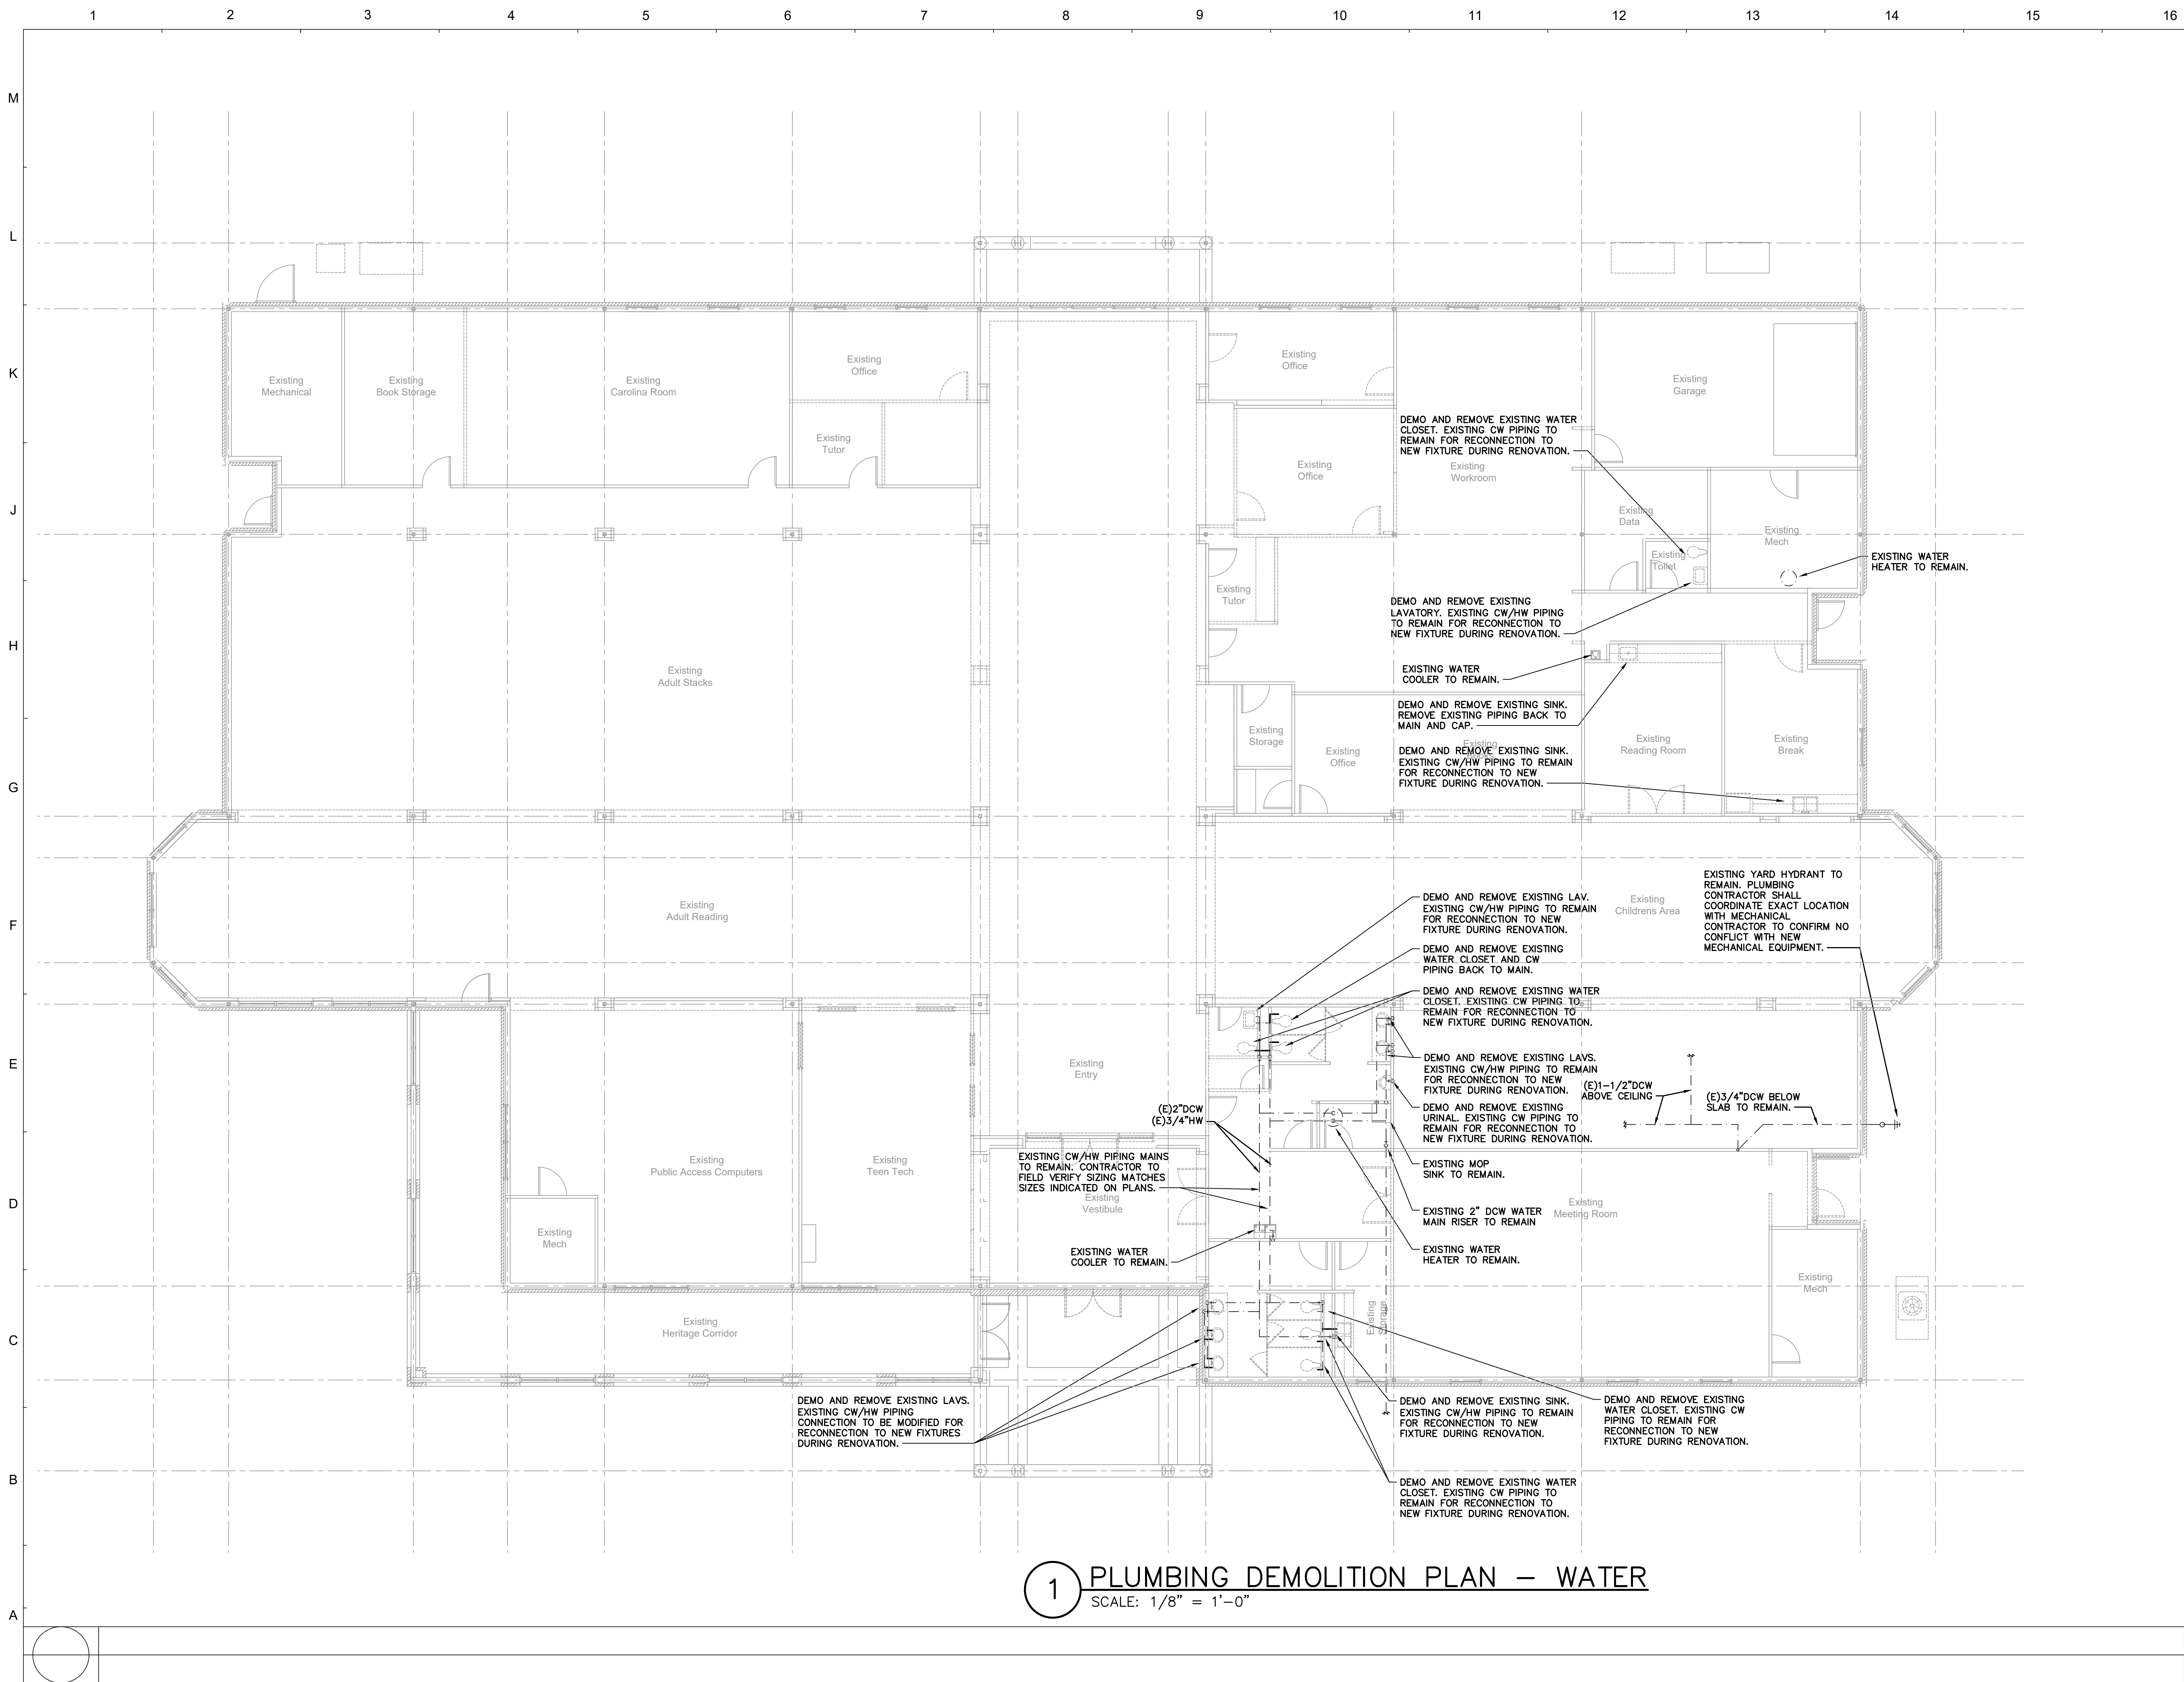 1 2 3 4 5 6 7 8 9 10 11 12 13 14 15 16
M
L
K
J
H
G
F
E
D
C
B
A
Existing
Mechanical
Existing
Book Storage
Existing
Carolina Room
Existing
Office
Existing
Tutor
Existing
Office
Existing
Office
Existing
Workroom
Existing
Garage
DEMO AND REMOVE EXISTING WATER
CLOSET. EXISTING CW PIPING TO
REMAIN FOR RECONNECTION TO
NEW FIXTURE DURING RENOVATION.
Existing
Data
Existing
Toilet
Existing
Mech
EXISTING WATER
HEATER TO REMAIN.
Existing
Tutor
DEMO AND REMOVE EXISTING
LAVATORY. EXISTING CW/HW PIPING
TO REMAIN FOR RECONNECTION TO
NEW FIXTURE DURING RENOVATION.
EXISTING WATER
COOLER TO REMAIN.
Existing
Adult Stacks
DEMO AND REMOVE EXISTING SINK.
REMOVE EXISTING PIPING BACK TO
MAIN AND CAP.
Existing
Storage
Existing
Office
Existing
DEMO AND REMOVE EXISTING SINK.
EXISTING CW/HW PIPING TO REMAIN
FOR RECONNECTION TO NEW
FIXTURE DURING RENOVATION.
Existing
Reading Room
Existing
Break
Existing
Adult Reading
DEMO AND REMOVE EXISTING LAV.
EXISTING CW/HW PIPING TO REMAIN
FOR RECONNECTION TO NEW
FIXTURE DURING RENOVATION.
Existing
Childrens Area
EXISTING YARD HYDRANT TO
REMAIN. PLUMBING
CONTRACTOR SHALL
COORDINATE EXACT LOCATION
WITH MECHANICAL
CONTRACTOR TO CONFIRM NO
CONFLICT WITH NEW
MECHANICAL EQUIPMENT.
DEMO AND REMOVE EXISTING
WATER CLOSET AND CW
PIPING BACK TO MAIN.
DEMO AND REMOVE EXISTING WATER
CLOSET. EXISTING CW PIPING TO
REMAIN FOR RECONNECTION TO
NEW FIXTURE DURING RENOVATION.
DEMO AND REMOVE EXISTING LAVS.
EXISTING CW/HW PIPING TO REMAIN
FOR RECONNECTION TO NEW
FIXTURE DURING RENOVATION.
(E)1-1/2"DCW
ABOVE CEILING
(E)3/4"DCW BELOW
SLAB TO REMAIN.
Existing
Entry
(E)2"DCW
(E)3/4"HW
DEMO AND REMOVE EXISTING
URINAL. EXISTING CW PIPING TO
REMAIN FOR RECONNECTION TO
NEW FIXTURE DURING RENOVATION.
Existing
Public Access Computers
Existing
Teen Tech
EXISTING CW/HW PIPING MAINS
TO REMAIN. CONTRACTOR TO
FIELD VERIFY SIZING MATCHES
SIZES INDICATED ON PLANS.
Existing
Vestibule
EXISTING MOP
SINK TO REMAIN.
EXISTING 2" DCW WATER
MAIN RISER TO REMAIN
Existing
Meeting Room
Existing
Mech
EXISTING WATER
COOLER TO REMAIN.
EXISTING WATER
HEATER TO REMAIN.
Existing
Mech
Existing
Heritage Corridor
Existing
Storage
DEMO AND REMOVE EXISTING LAVS.
EXISTING CW/HW PIPING
CONNECTION TO BE MODIFIED FOR
RECONNECTION TO NEW FIXTURES
DURING RENOVATION.
DEMO AND REMOVE EXISTING SINK.
EXISTING CW/HW PIPING TO REMAIN
FOR RECONNECTION TO NEW
FIXTURE DURING RENOVATION.
DEMO AND REMOVE EXISTING
WATER CLOSET. EXISTING CW
PIPING TO REMAIN FOR
RECONNECTION TO NEW
FIXTURE DURING RENOVATION.
DEMO AND REMOVE EXISTING WATER
CLOSET. EXISTING CW PIPING TO
REMAIN FOR RECONNECTION TO
NEW FIXTURE DURING RENOVATION.
1 PLUMBING DEMOLITION PLAN – WATER
SCALE: 1/8" = 1'-0"